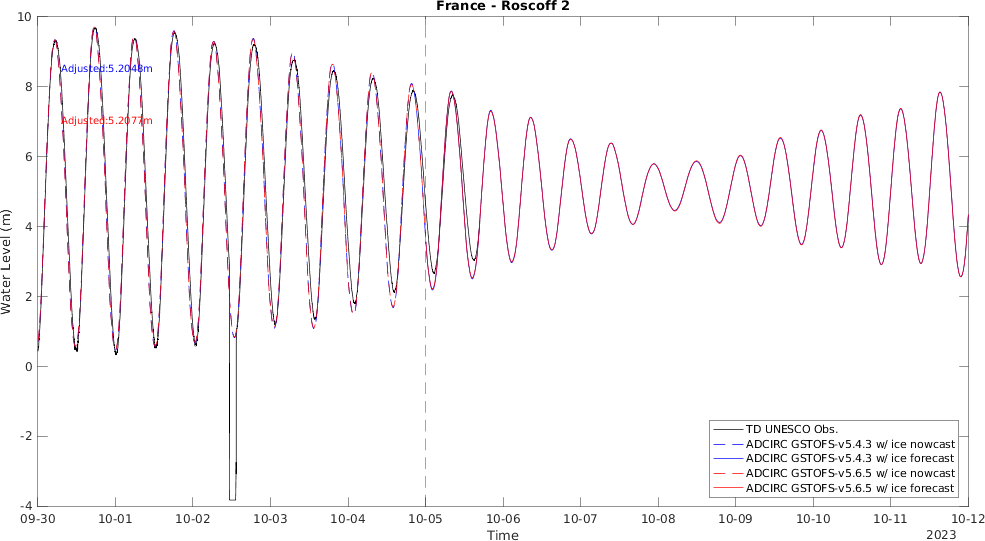 France - Roscoff 2
10
8
6
4
2
0
-2
-4
Water Level (m)
Adjusted:5.2048m
Adjusted:5.2077m
TD UNESCO Obs.
ADCIRC GSTOFS-v5.4.3 w/ ice nowcast
ADCIRC GSTOFS-v5.4.3 w/ ice forecast
ADCIRC GSTOFS-v5.6.5 w/ ice nowcast
ADCIRC GSTOFS-v5.6.5 w/ ice forecast
09-30 10-01 10-02 10-03 10-04 10-05 10-06 10-07 10-08 10-09 10-10 10-11 10-12
Time
2023